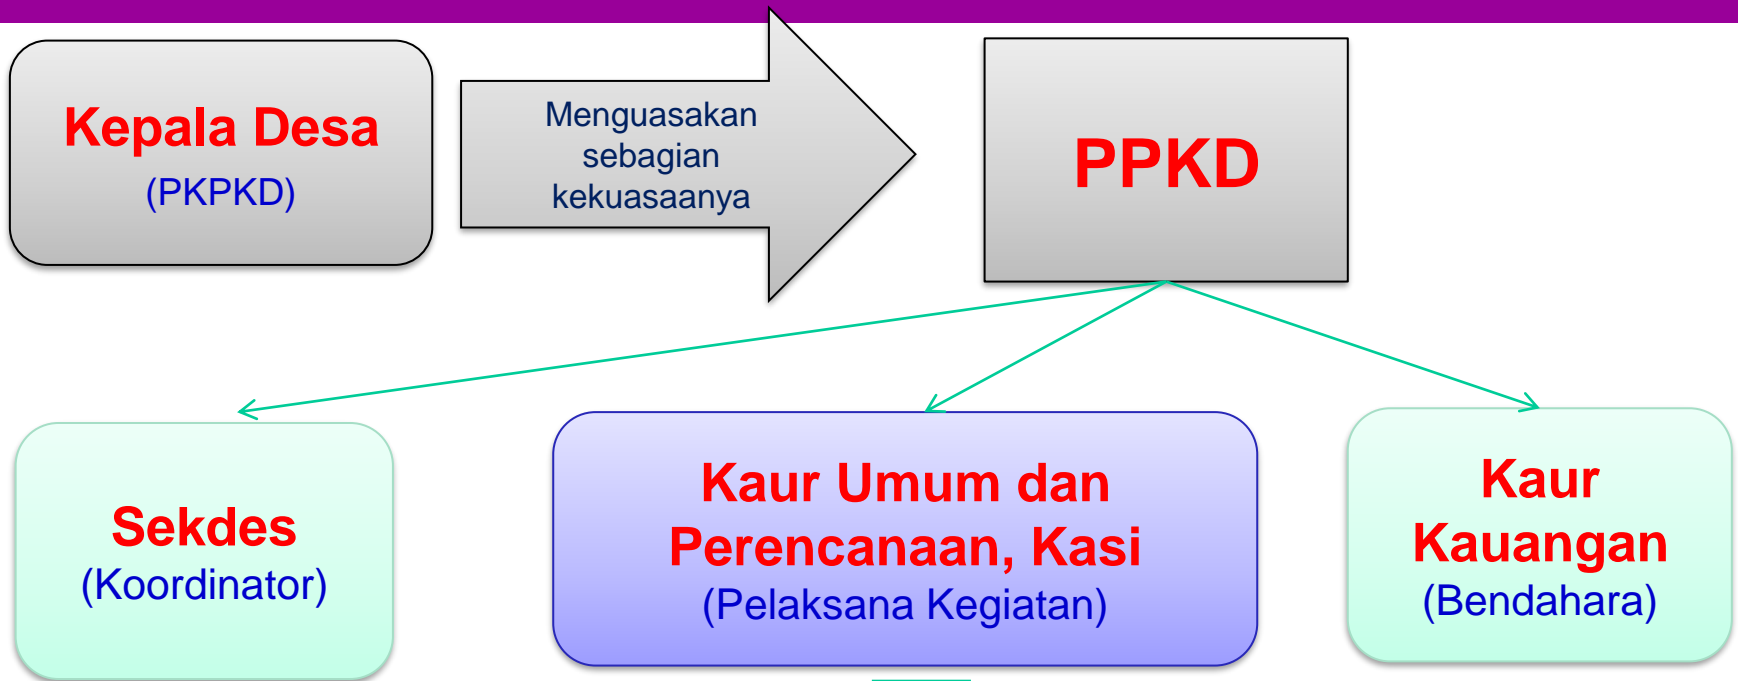 Kepala Desa
(PKPKD)
Menguasakan
sebagian
kekuasaanya
PPKD
Sekdes
(Koordinator)
Kaur Umum dan
Perencanaan, Kasi
(Pelaksana Kegiatan)
Kaur
Kauangan
(Bendahara)